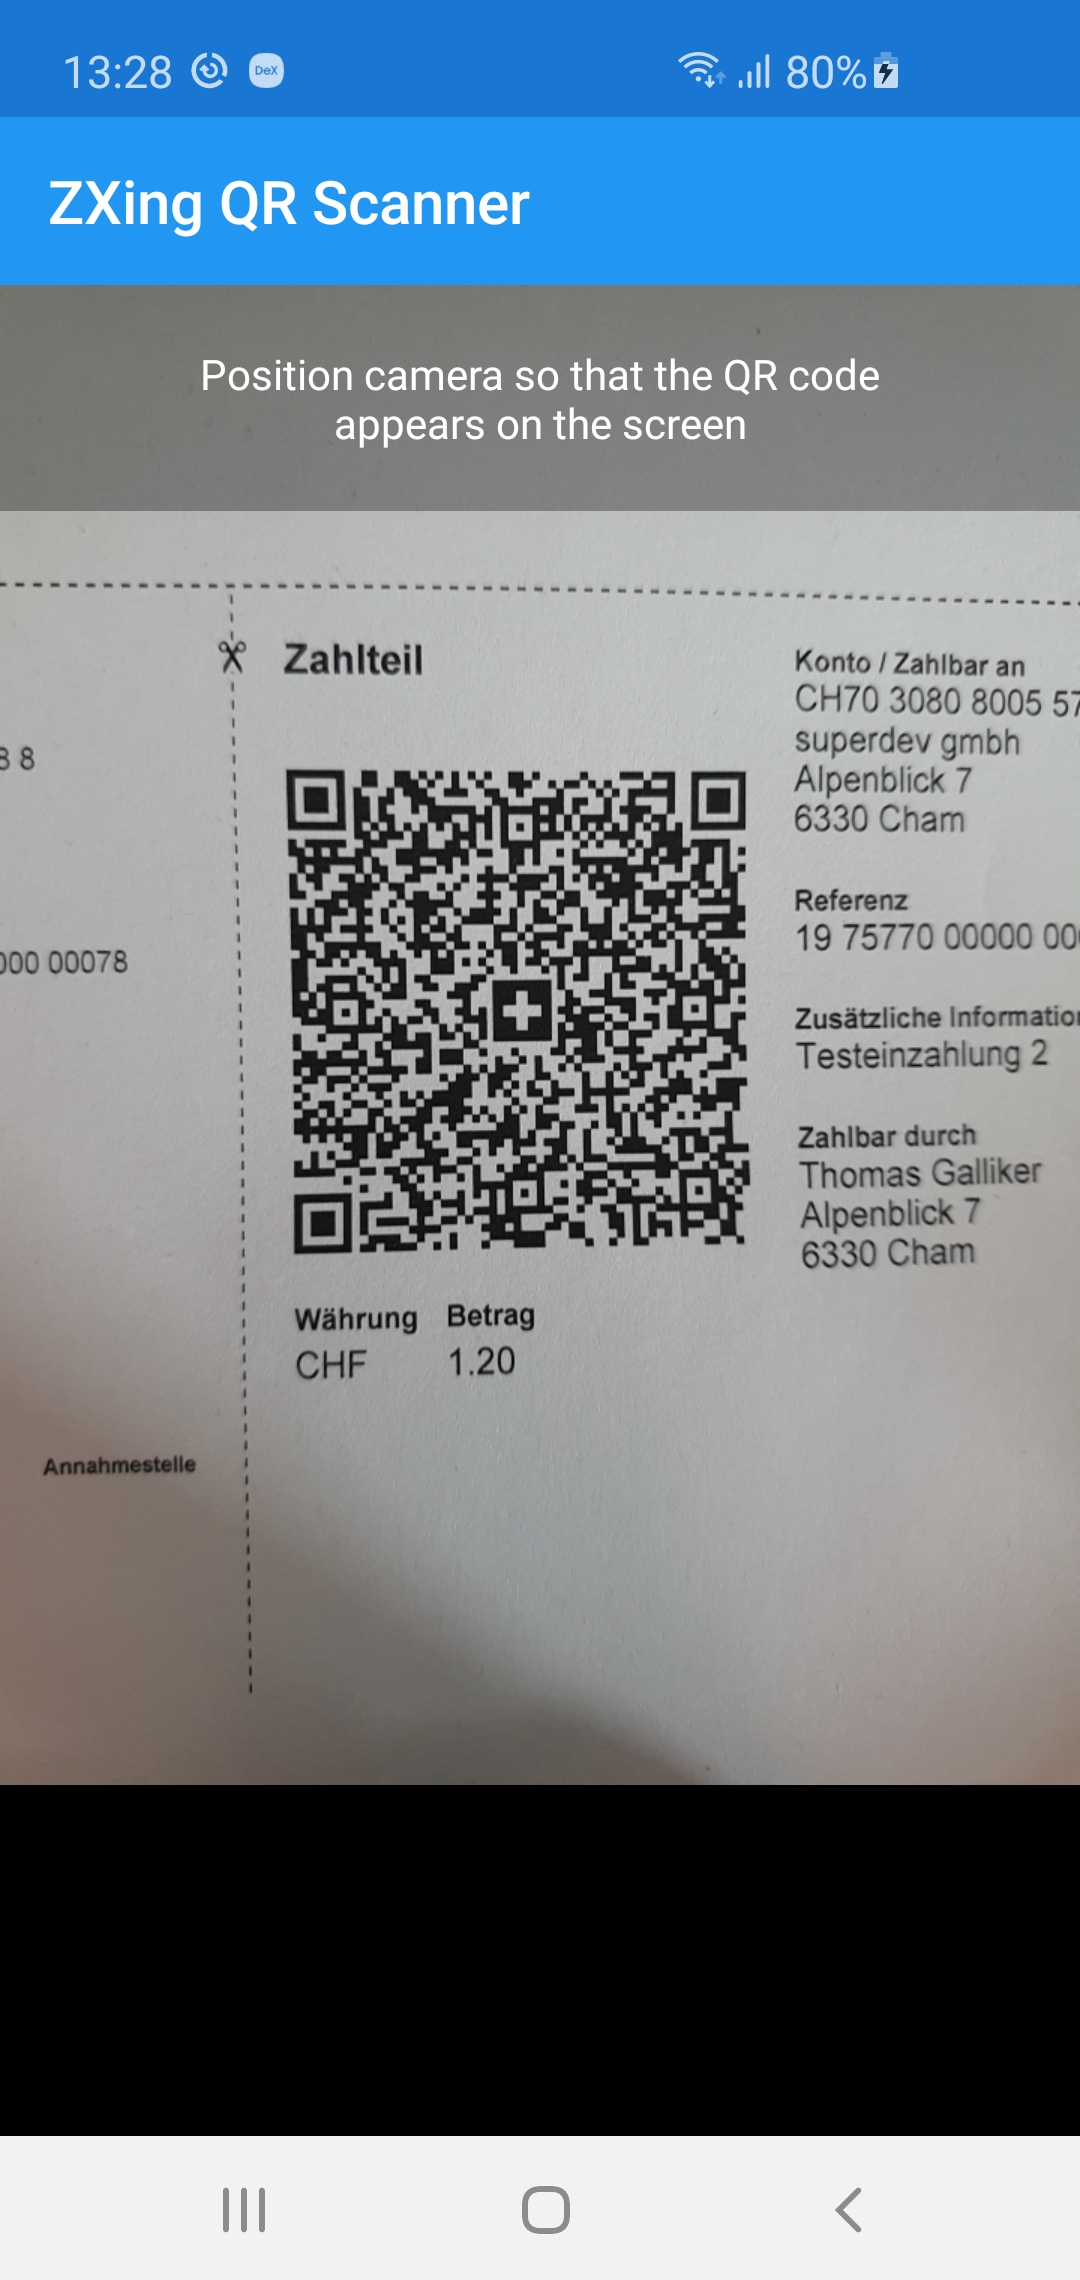 13:28
DeX
80%
ZXing QR Scanner
Position camera so that the QR code
appears on the screen
Zahlteil
Konto / Zahlbar an
CH70 3080 8005 57
superdev gmbh
Alpenblick 7
6330 Cham
8 8
Referenz
19 75770 00000 00
000 00078
Zusätzliche Information
Testeinzahlung 2
Zahlbar durch
Thomas Galliker
Alpenblick 7
6330 Cham
Währung Betrag
CHF 1.20
Annahmestelle